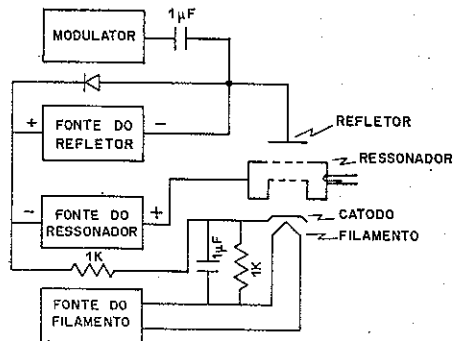 1µF
MODULATOR
+ FONTE DO −
REFLETOR
REFLETOR
RESSONADOR
− FONTE DO +
RESSONADOR
CATODO
FILAMENTO
1K
1µF
1K
FONTE DO
FILAMENTO